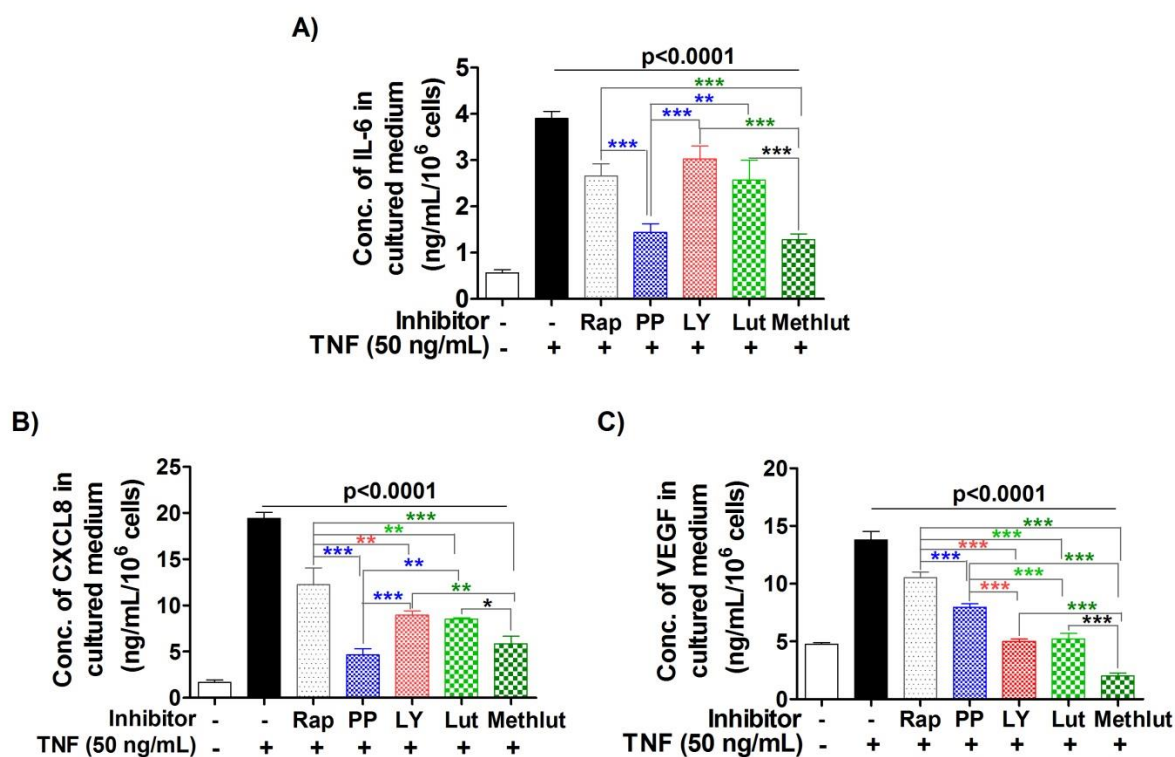 A)
p<0.0001
Conc. of IL-6 in
cultured medium
(ng/mL/10⁶ cells)
5
4
3
2
1
0
***
**
***
***
***
***
Inhibitor - - Rap PP LY Lut Methlut
TNF (50 ng/mL) - + + + + + +
B)
p<0.0001
Conc. of CXCL8 in
cultured medium
(ng/mL/10⁶ cells)
25
20
15
10
5
0
***
**
**
***
**
**
***
*
Inhibitor - - Rap PP LY Lut Methlut
TNF (50 ng/mL) - + + + + + +
C)
p<0.0001
Conc. of VEGF in
cultured medium
(ng/mL/10⁶ cells)
20
15
10
5
0
***
***
***
***
***
***
***
***
***
Inhibitor - - Rap PP LY Lut Methlut
TNF (50 ng/mL) - + + + + + +